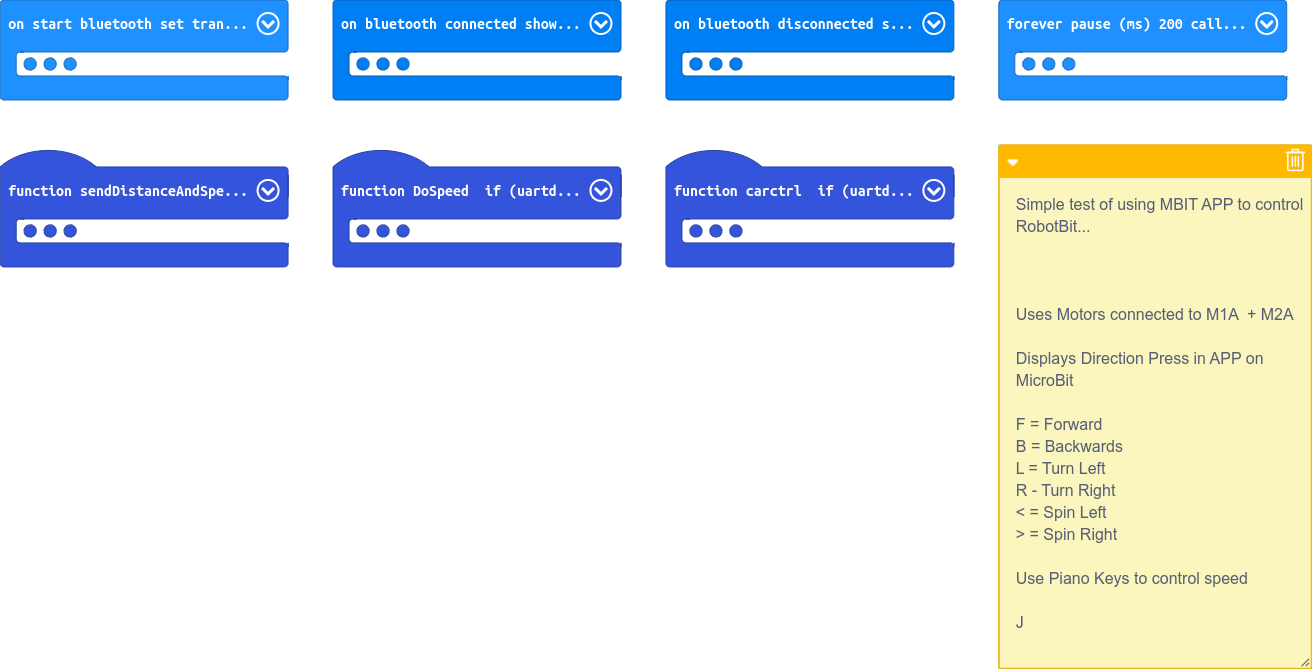 on start bluetooth set tran...
on bluetooth connected show...
on bluetooth disconnected s...
forever pause (ms) 200 call...
function sendDistanceAndSpe...
function DoSpeed if (uartd...
function carctrl if (uartd...
Simple test of using MBIT APP to control
RobotBit...
Uses Motors connected to M1A + M2A
Displays Direction Press in APP on
MicroBit
F = Forward
B = Backwards
L = Turn Left
R - Turn Right
< = Spin Left
> = Spin Right
Use Piano Keys to control speed
J